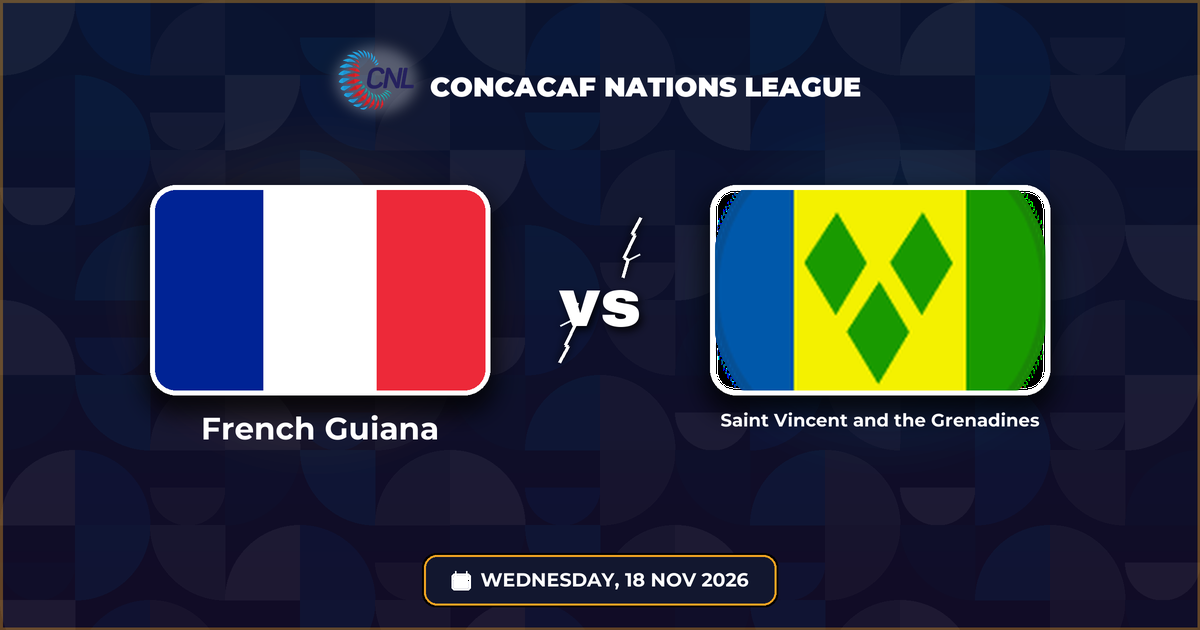 CNL
CONCACAF NATIONS LEAGUE
VS
French Guiana
Saint Vincent and the Grenadines
WEDNESDAY, 18 NOV 2026